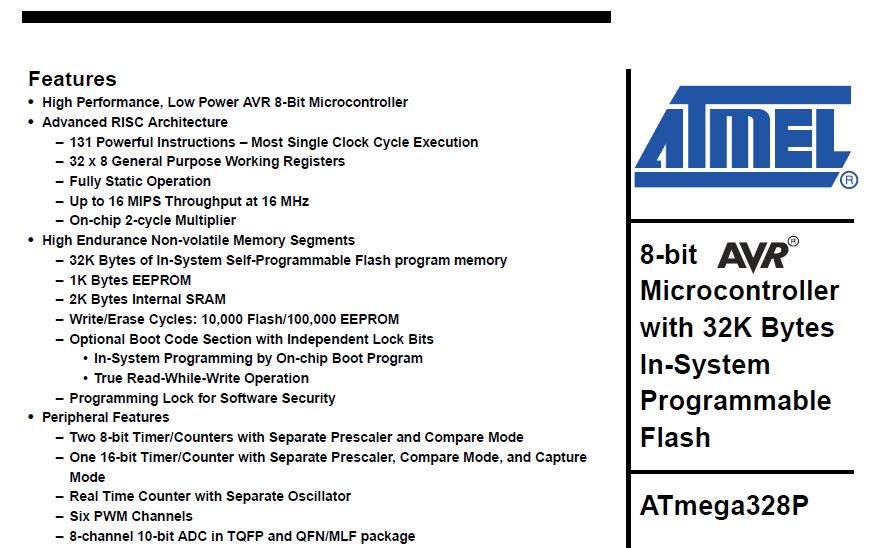 Features
• High Performance, Low Power AVR 8-Bit Microcontroller
• Advanced RISC Architecture
– 131 Powerful Instructions – Most Single Clock Cycle Execution
– 32 x 8 General Purpose Working Registers
– Fully Static Operation
– Up to 16 MIPS Throughput at 16 MHz
– On-chip 2-cycle Multiplier
• High Endurance Non-volatile Memory Segments
– 32K Bytes of In-System Self-Programmable Flash program memory
– 1K Bytes EEPROM
– 2K Bytes Internal SRAM
– Write/Erase Cycles: 10,000 Flash/100,000 EEPROM
– Optional Boot Code Section with Independent Lock Bits
• In-System Programming by On-chip Boot Program
• True Read-While-Write Operation
– Programming Lock for Software Security
• Peripheral Features
– Two 8-bit Timer/Counters with Separate Prescaler and Compare Mode
– One 16-bit Timer/Counter with Separate Prescaler, Compare Mode, and Capture
Mode
– Real Time Counter with Separate Oscillator
– Six PWM Channels
– 8-channel 10-bit ADC in TQFP and QFN/MLF package
ATMEL®
8-bit AVR®
Microcontroller
with 32K Bytes
In-System
Programmable
Flash
ATmega328P